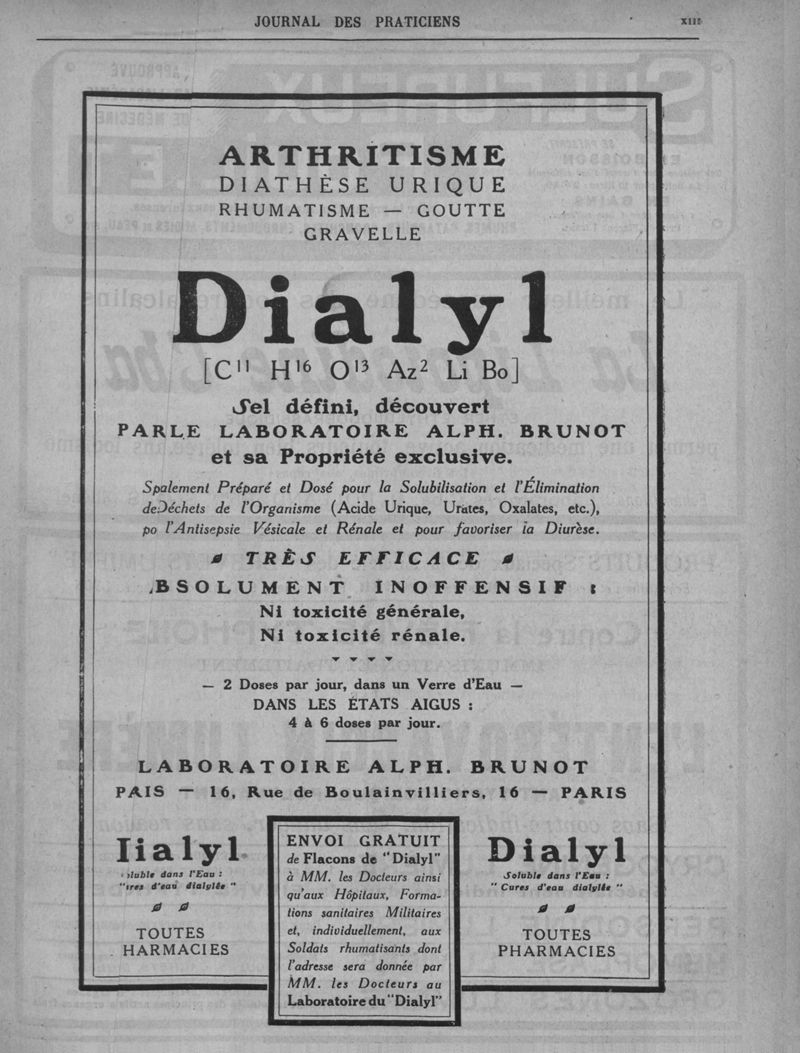 JOURNAL DES PRATICIENS
XIII
ARTHRITISME
DIATHÈSE URIQUE
RHUMATISME — GOUTTE
GRAVELLE
Dialyl
[C¹¹ H¹⁶ O¹³ Az² Li Bo]
Sel défini, découvert
PARLE LABORATOIRE ALPH. BRUNOT
et sa Propriété exclusive.
Spalement Préparé et Dosé pour la Solubilisation et l'Élimination
deDéchets de l'Organisme (Acide Urique, Urates, Oxalates, etc.),
po l'Antisepsie Vésicale et Rénale et pour favoriser la Diurèse.
TRÈS EFFICACE
BSOLUMENT INOFFENSIF :
Ni toxicité générale,
Ni toxicité rénale.
— 2 Doses par jour, dans un Verre d'Eau —
DANS LES ÉTATS AIGUS :
4 à 6 doses par jour.
LABORATOIRE ALPH. BRUNOT
PAIS — 16, Rue de Boulainvilliers, 16 — PARIS
Iialyl
oluble dans l'Eau :
"ures d'eau dialylée "
TOUTES
HARMACIES
ENVOI GRATUIT
de Flacons de "Dialyl"
à MM. les Docteurs ainsi
qu'aux Hôpitaux, Forma-
tions sanitaires Militaires
et, individuellement, aux
Soldats rhumatisants dont
l'adresse sera donnée par
MM. les Docteurs au
Laboratoire du "Dialyl"
Dialyl
Soluble dans l'Eau :
" Cures d'eau dialylée "
TOUTES
PHARMACIES